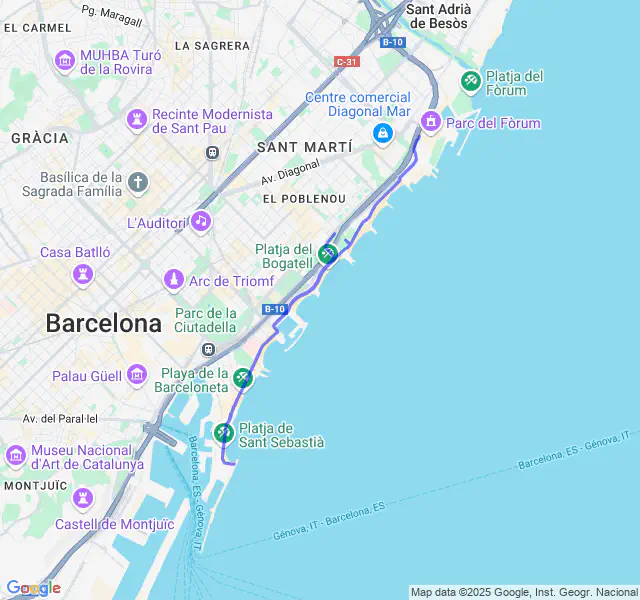 Pg. Maragall
Sant Adrià
de Besòs
EL CARMEL
B-10
LA SAGRERA
MUHBA Turó
de la Rovira
C-31
Platja del
Fòrum
Centre comercial
Diagonal Mar
Recinte Modernista
de Sant Pau
Parc del Fòrum
GRÀCIA
SANT MARTÍ
Av. Diagonal
Basílica de la
Sagrada Família
EL POBLENOU
L'Auditori
Casa Batlló
Platja del
Bogatell
Arc de Triomf
B-10
Parc de la
Ciutadella
Barcelona
Palau Güell
Playa de la
Barceloneta
Av. del Paral·lel
Platja de
Sant Sebastià
Museu Nacional
d'Art de Catalunya
Barcelona, ES - Génova, IT
Barcelona, ES - Génova, IT
MONTJUÏC
Castell de Montjuïc
Génova, IT - Barcelona, ES
Google
Map data ©2025 Google, Inst. Geogr. Nacional